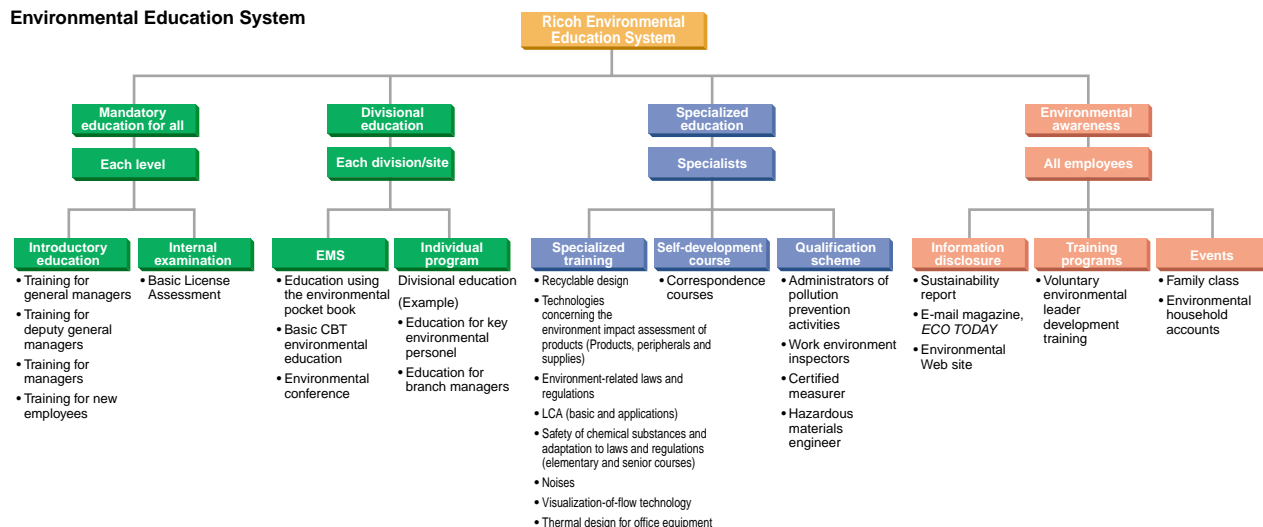 Environmental Education System
Ricoh Environmental
Education System
Mandatory
education for all
Each level
Introductory
education
• Training for
general managers
• Training for
deputy general
managers
• Training for
managers
• Training for new
employees
Internal
examination
• Basic License
Assessment
Divisional
education
Each division/site
EMS
• Education using
the environmental
pocket book
• Basic CBT
environmental
education
• Environmental
conference
Individual
program
Divisional education
(Example)
• Education for key
environmental
personel
• Education for
branch managers
Specialized
education
Specialists
Specialized
training
• Recyclable design
• Technologies
concerning the
environment impact assessment of
products (Products, peripherals and
supplies)
• Environment-related laws and
regulations
• LCA (basic and applications)
• Safety of chemical substances and
adaptation to laws and regulations
(elementary and senior courses)
• Noises
• Visualization-of-flow technology
• Thermal design for office equipment
Self-development
course
• Correspondence
courses
Qualification
scheme
• Administrators of
pollution
prevention
activities
• Work environment
inspectors
• Certified
measurer
• Hazardous
materials
engineer
Environmental
awareness
All employees
Information
disclosure
• Sustainability
report
• E-mail magazine,
ECO TODAY
• Environmental
Web site
Training
programs
• Voluntary
environmental
leader
development
training
Events
• Family class
• Environmental
household
accounts